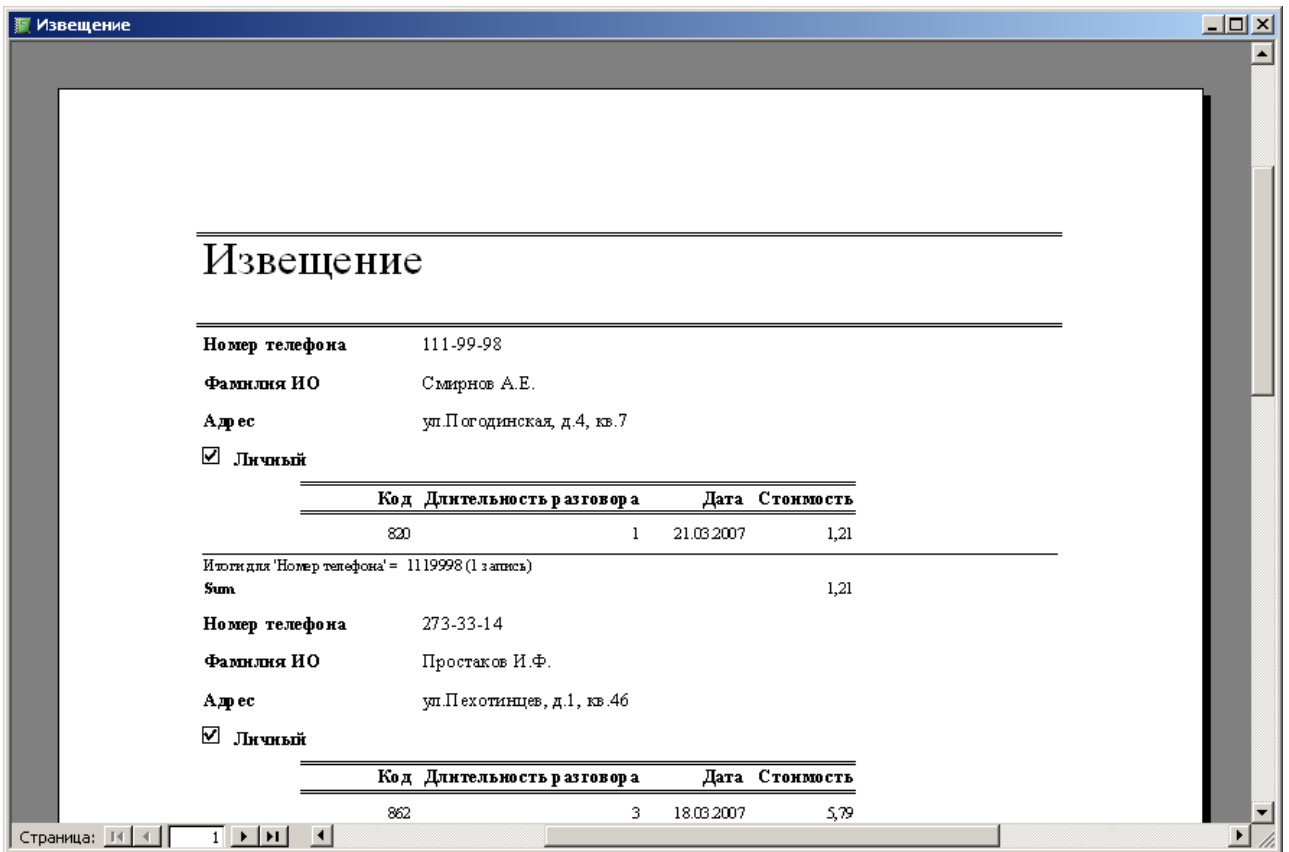 Извещение
Извещение
Номер телефона 111-99-98
Фамилия ИО Смирнов А.Е.
Адрес ул.Погодинская, д.4, кв.7
Личный
Код Длительность разговора Дата Стоимость
820 1 21.03.2007 1,21
Итоги для 'Номер телефона' = 1119998 (1 запись)
Sum 1,21
Номер телефона 273-33-14
Фамилия ИО Простаков И.Ф.
Адрес ул.Пехотинцев, д.1, кв.46
Личный
Код Длительность разговора Дата Стоимость
862 3 18.03.2007 5,79
Страница: 1